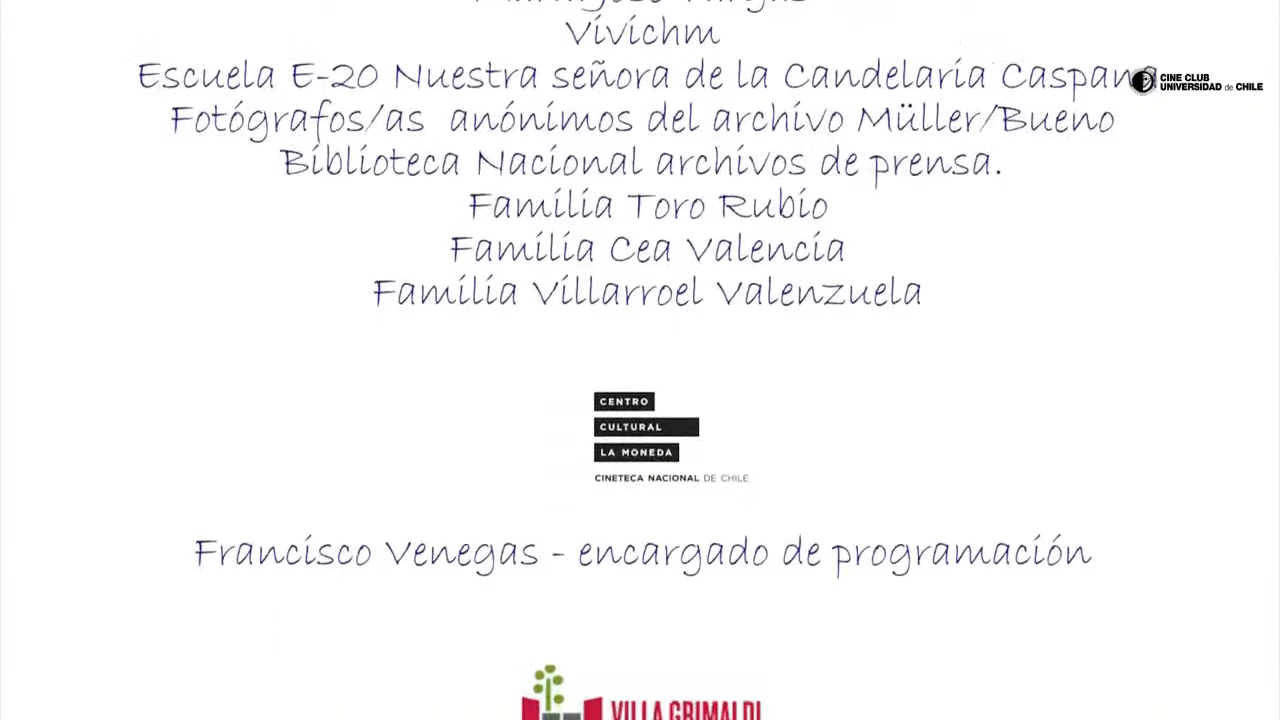 Vivichm
Escuela E-20 Nuestra señora de la Candelaria Caspana
CINE CLUB
UNIVERSIDAD de CHILE
Fotógrafos/as anónimos del archivo Müller/Bueno
Biblioteca Nacional archivos de prensa.
Familia Toro Rubio
Familia Cea Valencia
Familia Villarroel Valenzuela
CENTRO
CULTURAL
LA MONEDA
CINETECA NACIONAL DE CHILE
Francisco Venegas - encargado de programación
VILLA GRIMALDI